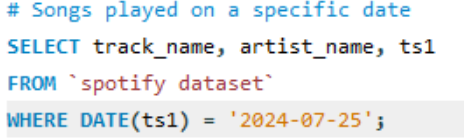 # Songs played on a specific date
SELECT track_name, artist_name, ts1
FROM `spotify dataset`
WHERE DATE(ts1) = '2024-07-25';